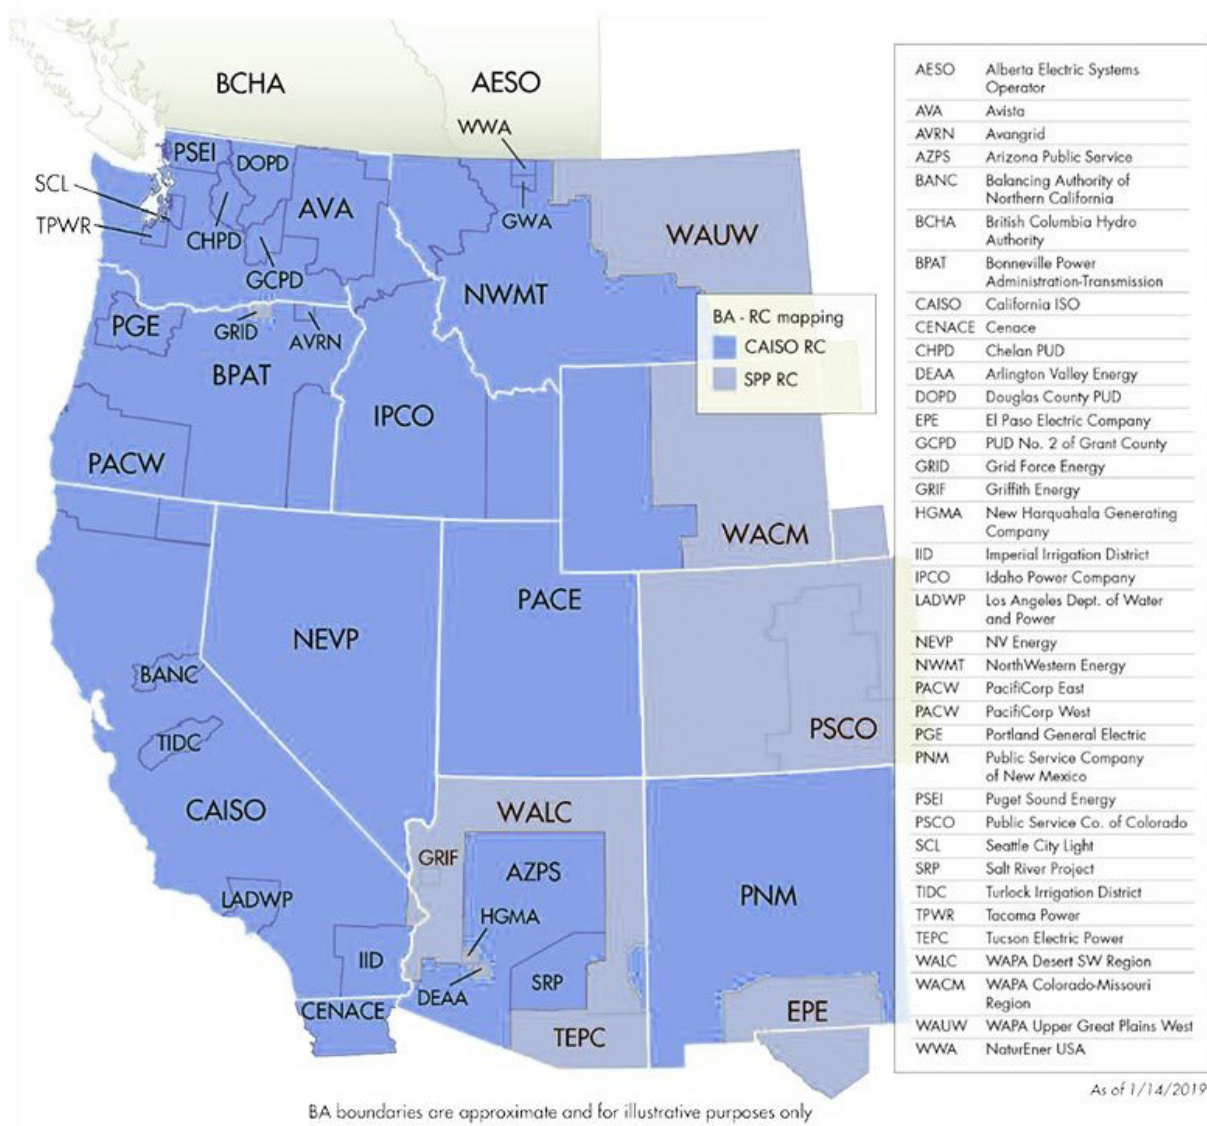 BCHA
AESO
WWA
PSEI
DOPD
SCL
AVA
TPWR
CHPD
GWA
WAUW
GCPD
NWMT
PGE
GRID
AVRN
BPAT
IPCO
PACW
WACM
PACE
NEVP
BANC
PSCO
TIDC
CAISO
WALC
GRIF
AZPS
LADWP
PNM
HGMA
IID
SRP
DEAA
CENACE
EPE
TEPC
BA - RC mapping
CAISO RC
SPP RC
AESO Alberta Electric Systems
Operator
AVA Avista
AVRN Avangrid
AZPS Arizona Public Service
BANC Balancing Authority of
Northern California
BCHA British Columbia Hydro
Authority
BPAT Bonneville Power
Administration-Transmission
CAISO California ISO
CENACE Cenace
CHPD Chelan PUD
DEAA Arlington Valley Energy
DOPD Douglas County PUD
EPE El Paso Electric Company
GCPD PUD No. 2 of Grant County
GRID Grid Force Energy
GRIF Griffith Energy
HGMA New Harquahala Generating
Company
IID Imperial Irrigation District
IPCO Idaho Power Company
LADWP Los Angeles Dept. of Water
and Power
NEVP NV Energy
NWMT NorthWestern Energy
PACW PacifiCorp East
PACW PacifiCorp West
PGE Portland General Electric
PNM Public Service Company
of New Mexico
PSEI Puget Sound Energy
PSCO Public Service Co. of Colorado
SCL Seattle City Light
SRP Salt River Project
TIDC Turlock Irrigation District
TPWR Tacoma Power
TEPC Tucson Electric Power
WALC WAPA Desert SW Region
WACM WAPA Colorado-Missouri
Region
WAUW WAPA Upper Great Plains West
WWA NaturEner USA
As of 1/14/2019
BA boundaries are approximate and for illustrative purposes only